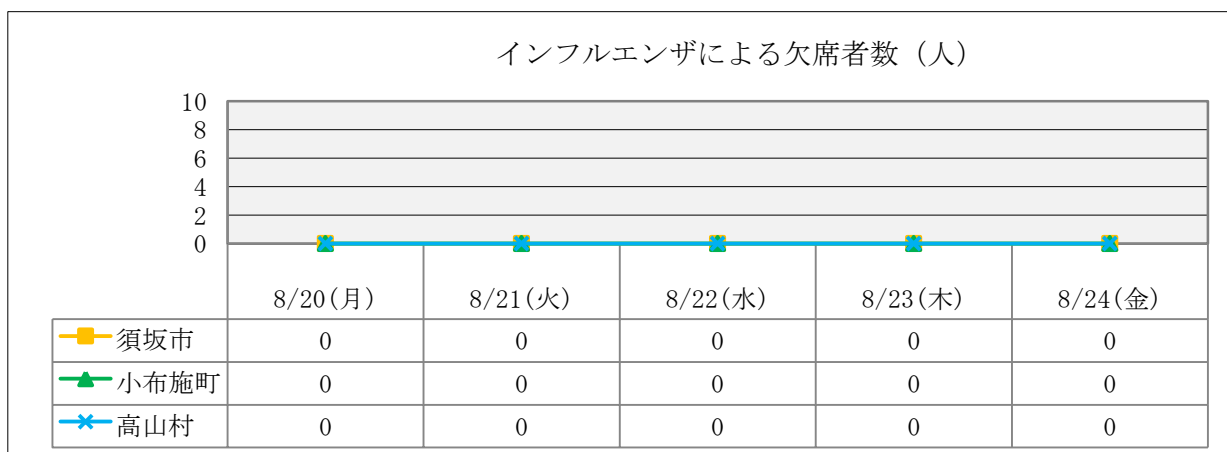 インフルエンザによる欠席者数（人）
10
8
6
4
2
0
8/20(月) 8/21(火) 8/22(水) 8/23(木) 8/24(金)
須坂市 0 0 0 0 0
小布施町 0 0 0 0 0
高山村 0 0 0 0 0